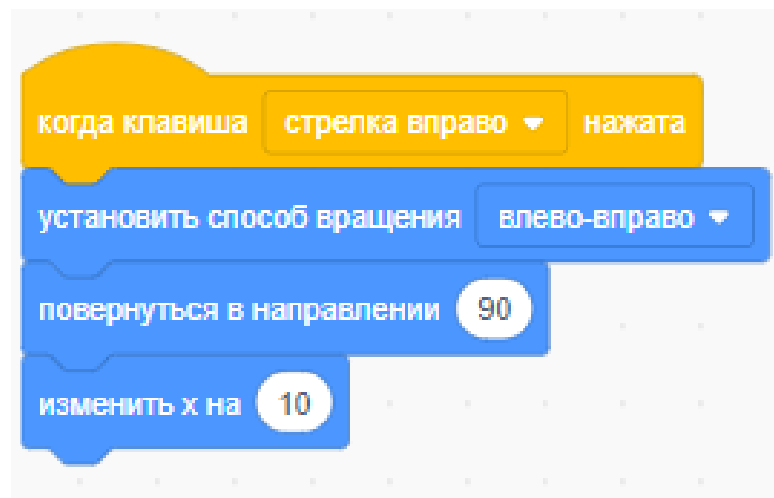 когда клавиша стрелка вправо нажата
установить способ вращения влево-вправо
повернуться в направлении 90
изменить х на 10